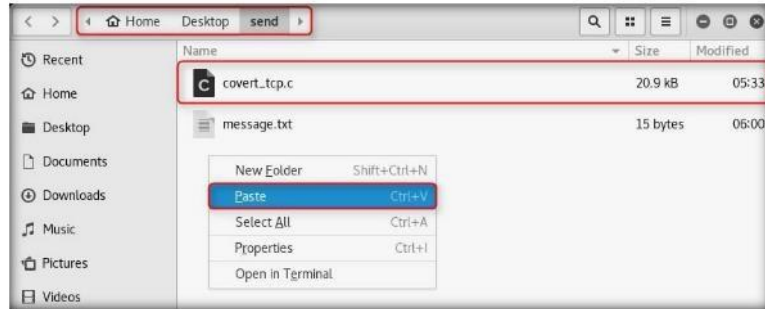 Home Desktop send
Name Size Modified
Recent
C covert_tcp.c 20.9 kB 05:33
Home
Desktop message.txt 15 bytes 06:00
Documents
New Folder Shift+Ctrl+N
Downloads
Paste Ctrl+V
Music
Select All Ctrl+A
Properties Ctrl+I
Pictures
Open in Terminal
Videos